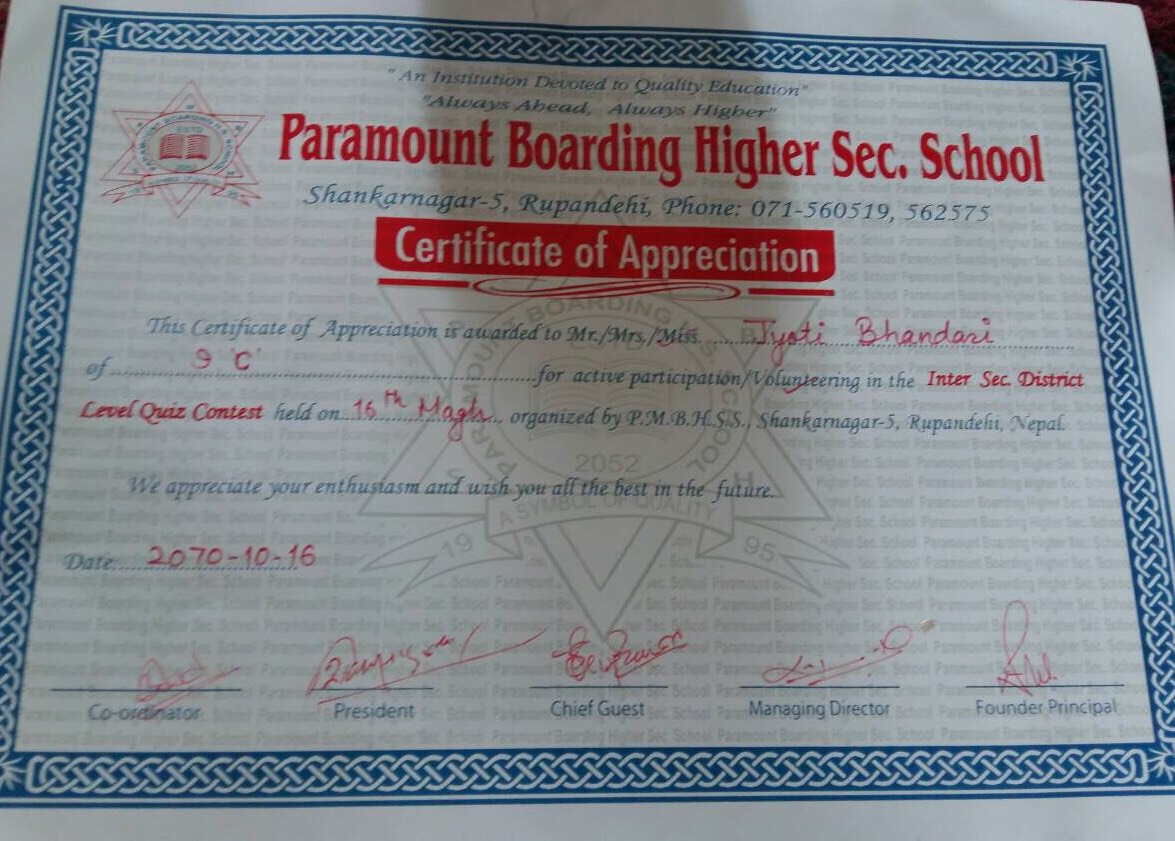 "An Institution Devoted to Quality Education"
"Always Ahead, Always Higher"
Paramount Boarding Higher Sec. School
Shankarnagar-5, Rupandehi, Phone: 071-560519, 562575
Certificate of Appreciation
This Certificate of Appreciation is awarded to Mr./Mrs./Miss. Jyoti Bhandari
of 9 'C' for active participation/Volunteering in the Inter Sec. District
Level Quiz Contest held on 16th Magh organized by P.M.B.H.S.S., Shankarnagar-5, Rupandehi, Nepal.
2052
We appreciate your enthusiasm and wish you all the best in the future.
A SYMBOL OF QUALITY
19 95
Date: 2070-10-16
Co-ordinator President Chief Guest Managing Director Founder Principal